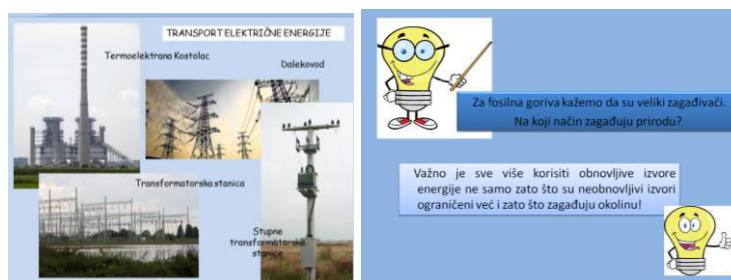 TRANSPORT ELEKTRIČNE ENERGIJE
Termoelektrana Kostolac
Dalekovod
Transformatorska stanica
Stupne
transformatorske
stanice
Za fosilna goriva kažemo da su veliki zagađivači.
Na koji način zagađuju prirodu?
Važno je sve više korisiti obnovljive izvore
energije ne samo zato što su neobnovljivi izvori
ograničeni već i zato što zagađuju okolinu!